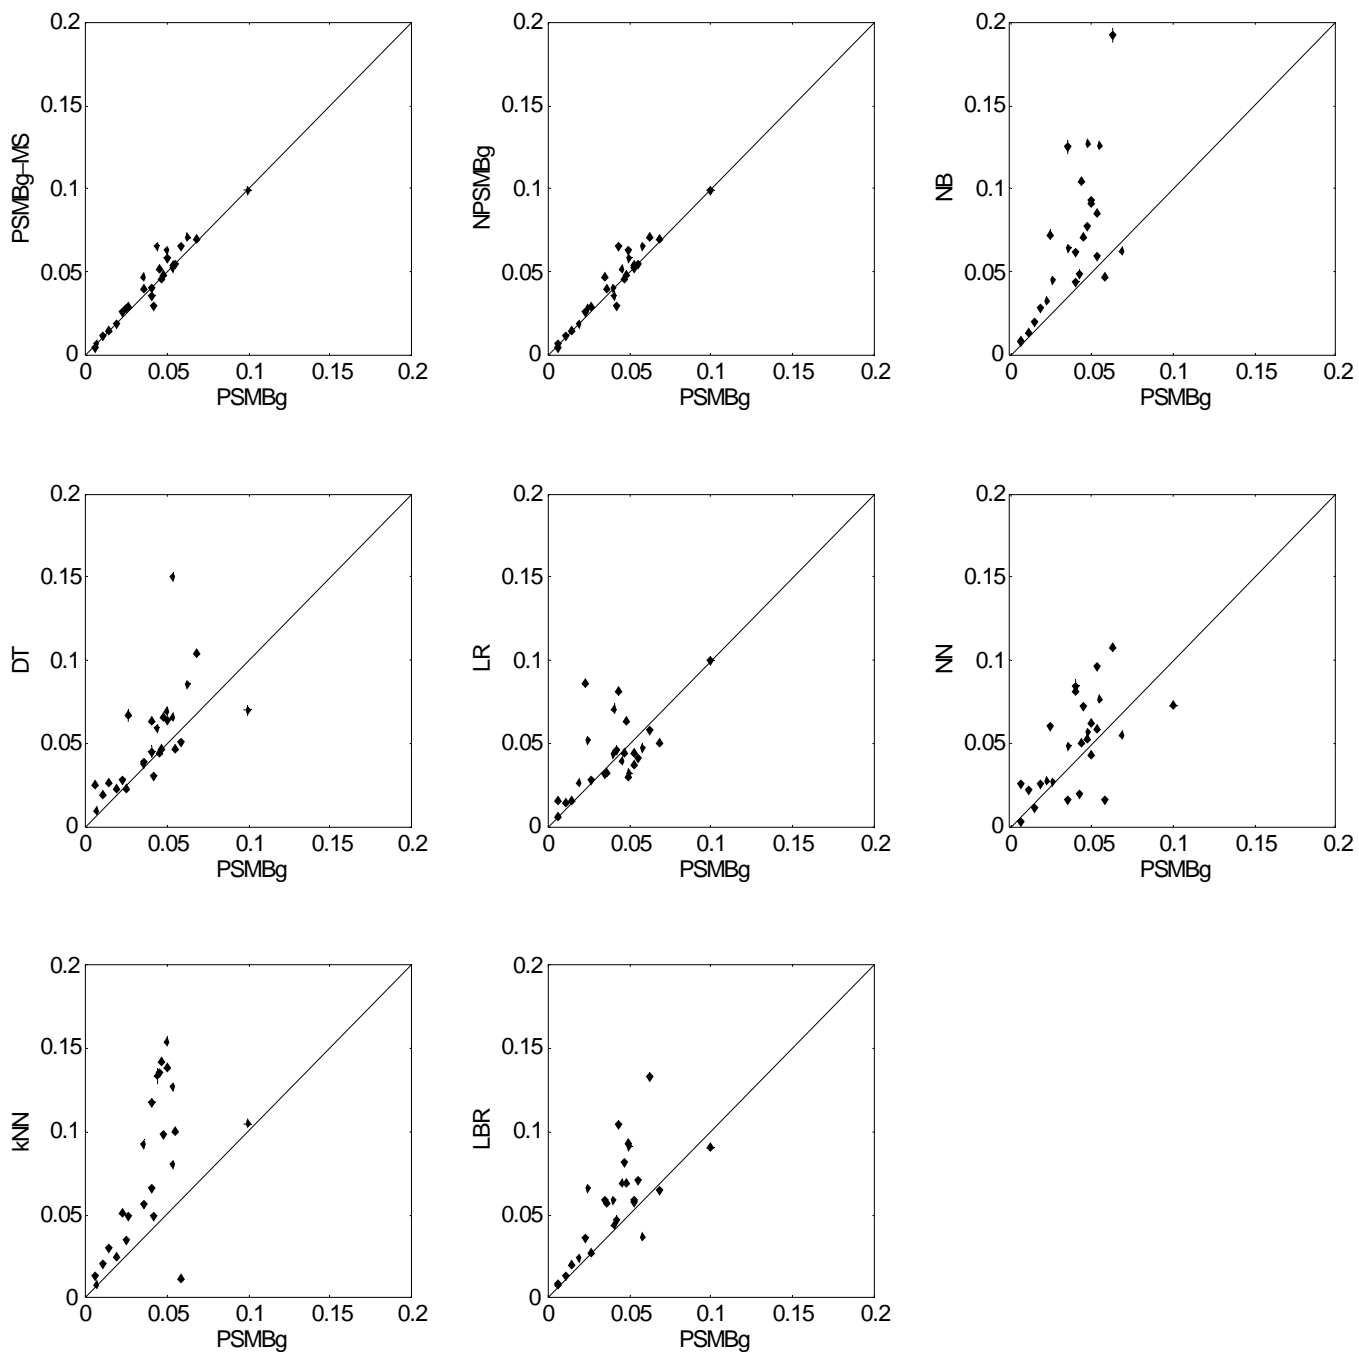 0.2 0.2 0.2
0.15 0.15 0.15
PSMBg–MS NPSMBg NB
0.1 0.1 0.1
0.05 0.05 0.05
0 0 0
0 0.05 0.1 0.15 0.2 0 0.05 0.1 0.15 0.2 0 0.05 0.1 0.15 0.2
PSMBg PSMBg PSMBg
0.2 0.2 0.2
0.15 0.15 0.15
DT LR NN
0.1 0.1 0.1
0.05 0.05 0.05
0 0 0
0 0.05 0.1 0.15 0.2 0 0.05 0.1 0.15 0.2 0 0.05 0.1 0.15 0.2
PSMBg PSMBg PSMBg
0.2 0.2
0.15 0.15
kNN LBR
0.1 0.1
0.05 0.05
0 0
0 0.05 0.1 0.15 0.2 0 0.05 0.1 0.15 0.2
PSMBg PSMBg